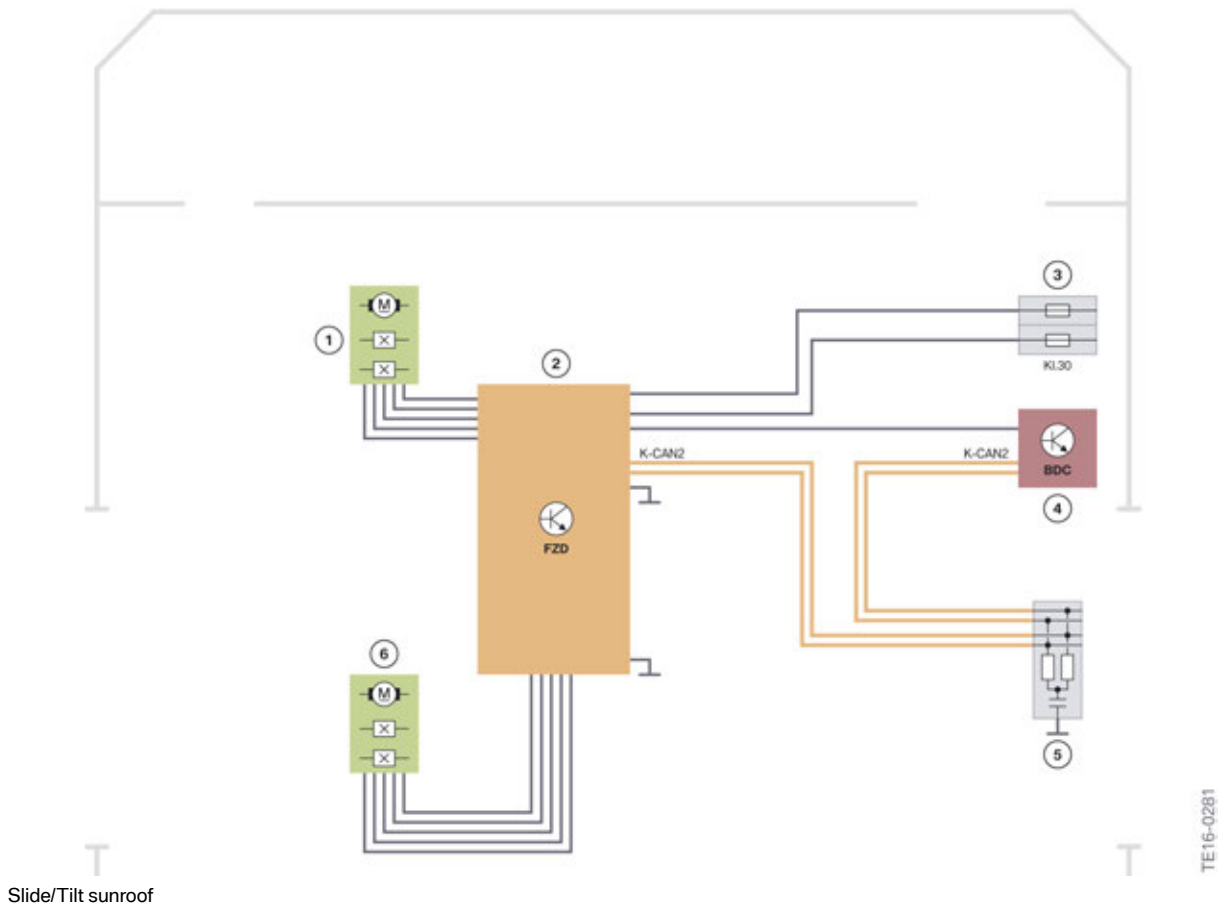 3
M
1
2
Kl.30
K-CAN2
K-CAN2
BDC
4
FZD
6
M
5
TE16-0281
Slide/Tilt sunroof